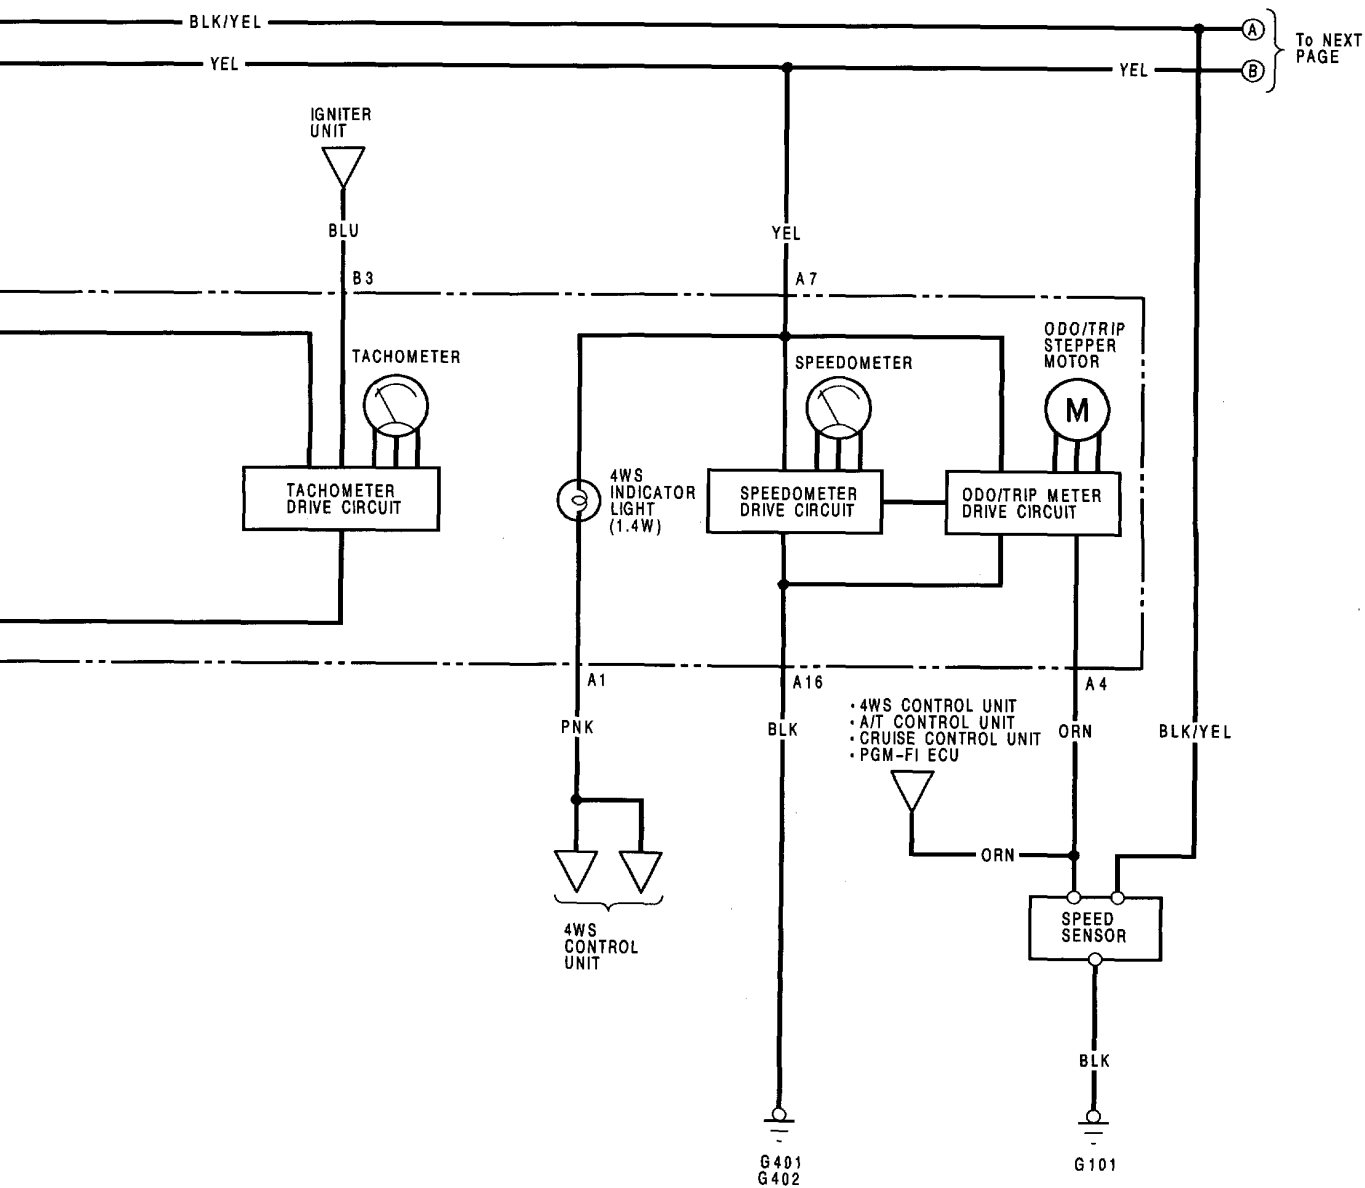 BLK/YEL
A
To NEXT
PAGE
YEL
YEL
B
IGNITER
UNIT
BLU
YEL
B3
A7
TACHOMETER
SPEEDOMETER
ODO/TRIP
STEPPER
MOTOR
M
TACHOMETER
DRIVE CIRCUIT
4WS
INDICATOR
LIGHT
(1.4W)
SPEEDOMETER
DRIVE CIRCUIT
ODO/TRIP METER
DRIVE CIRCUIT
A1
A16
A4
PNK
BLK
• 4WS CONTROL UNIT
• A/T CONTROL UNIT
• CRUISE CONTROL UNIT
• PGM-FI ECU
ORN
BLK/YEL
ORN
4WS
CONTROL
UNIT
SPEED
SENSOR
BLK
G401
G402
G101